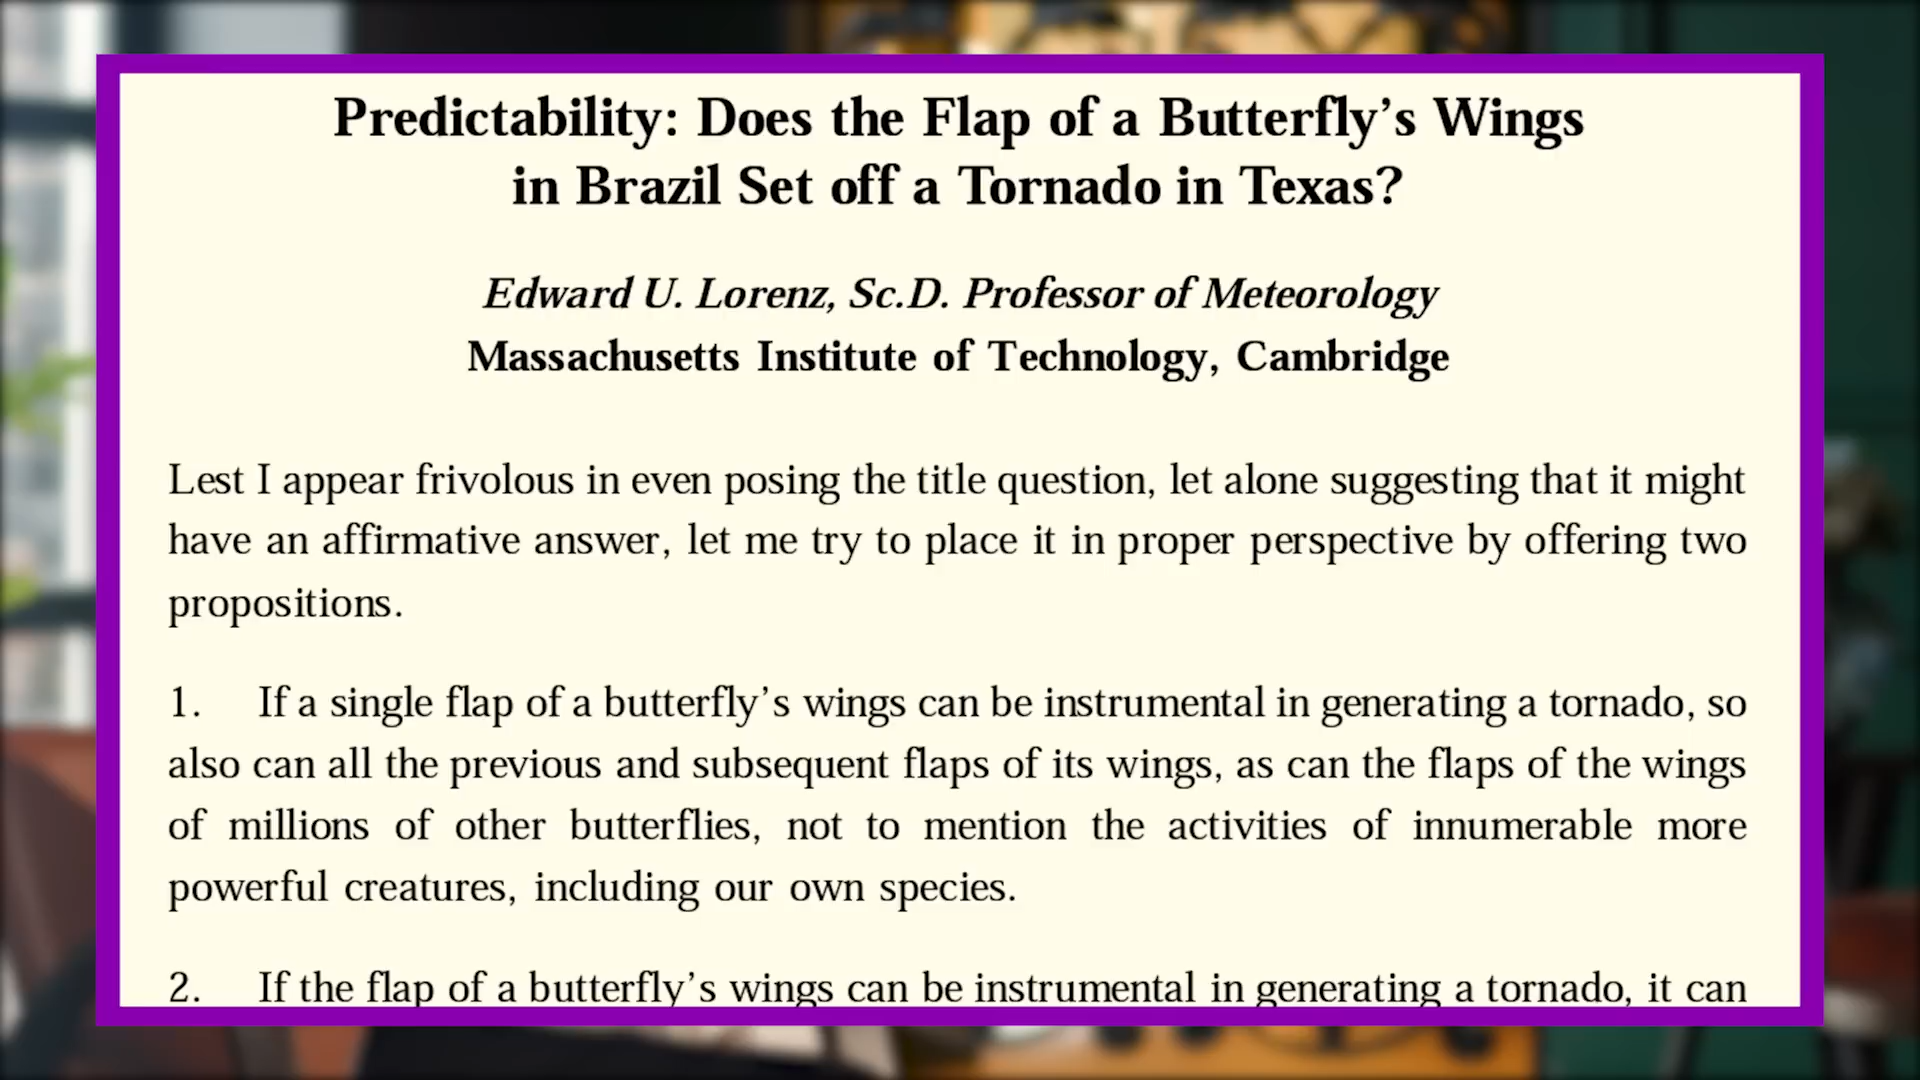 Predictability: Does the Flap of a Butterfly’s Wings
in Brazil Set off a Tornado in Texas?
Edward U. Lorenz, Sc.D. Professor of Meteorology
Massachusetts Institute of Technology, Cambridge
Lest I appear frivolous in even posing the title question, let alone suggesting that it might
have an affirmative answer, let me try to place it in proper perspective by offering two
propositions.
1. If a single flap of a butterfly’s wings can be instrumental in generating a tornado, so
also can all the previous and subsequent flaps of its wings, as can the flaps of the wings
of millions of other butterflies, not to mention the activities of innumerable more
powerful creatures, including our own species.
2. If the flap of a butterfly’s wings can be instrumental in generating a tornado, it can